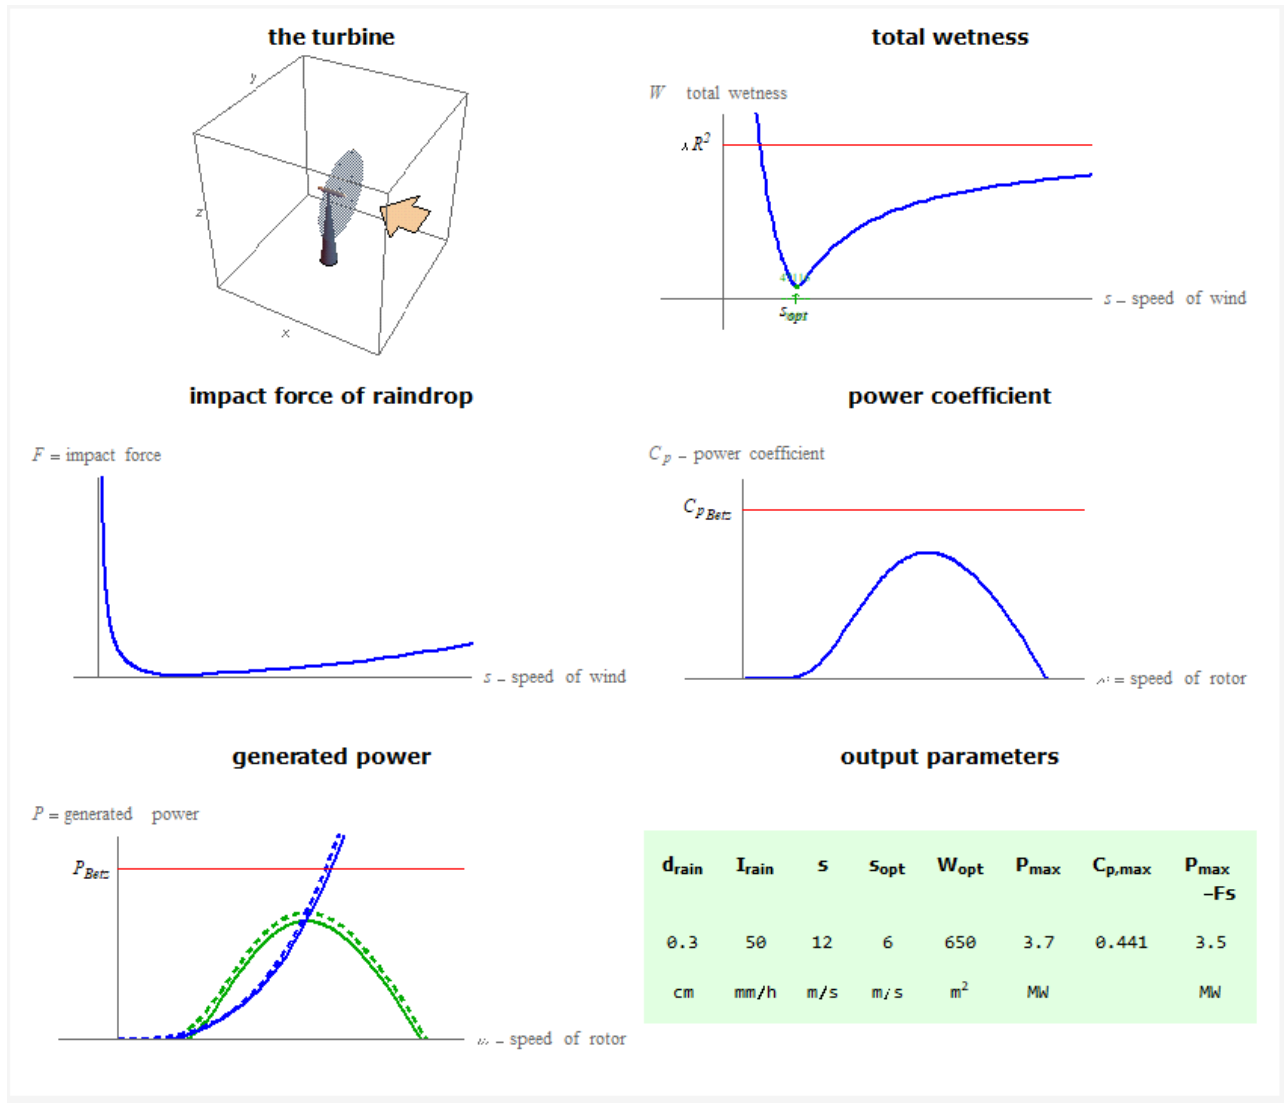 the turbine
y
z
x
total wetness
W total wetness
R²
s – speed of wind
s_opt
impact force of raindrop
F = impact force
s – speed of wind
power coefficient
C_p – power coefficient
C_p Betz
= speed of rotor
generated power
P = generated power
P_Betz
– speed of rotor
output parameters
d_rain I_rain s s_opt W_opt P_max C_p,max P_max
–Fs
0.3 50 12 6 650 3.7 0.441 3.5
cm mm/h m/s m/s m² MW MW